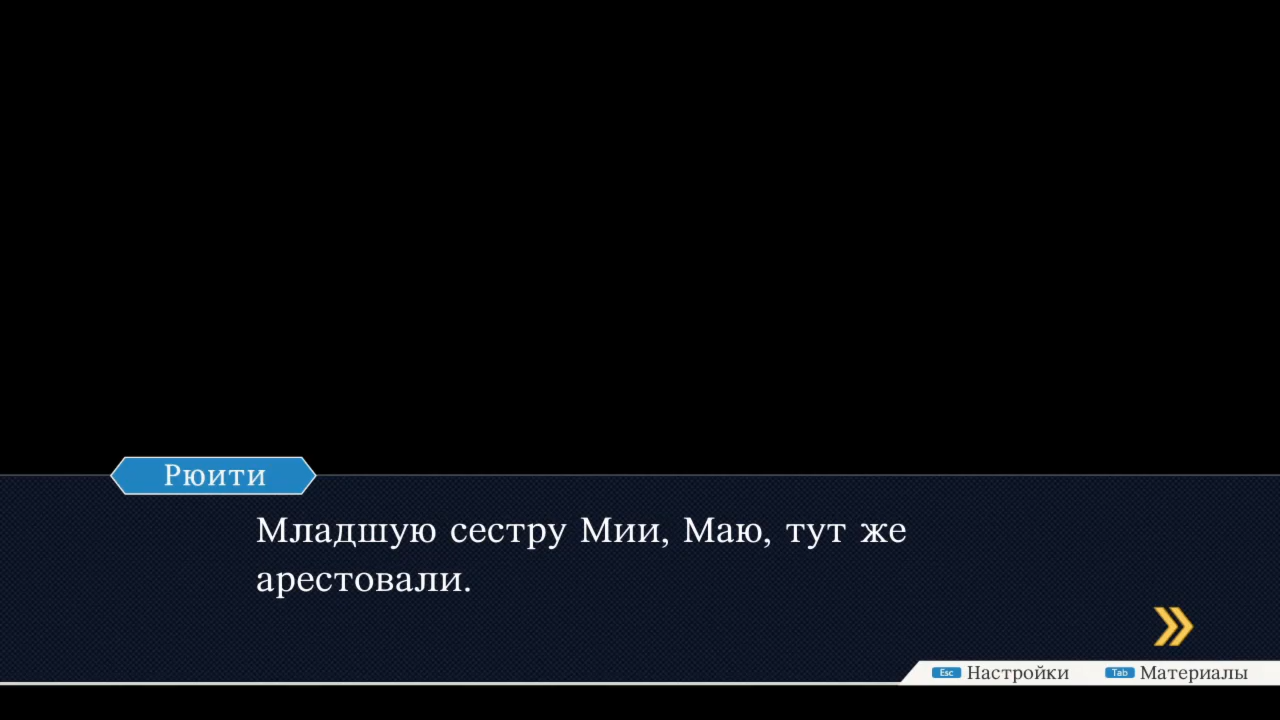 Рюити
Младшую сестру Мии, Маю, тут же
арестовали.
Esc Настройки Tab Материалы